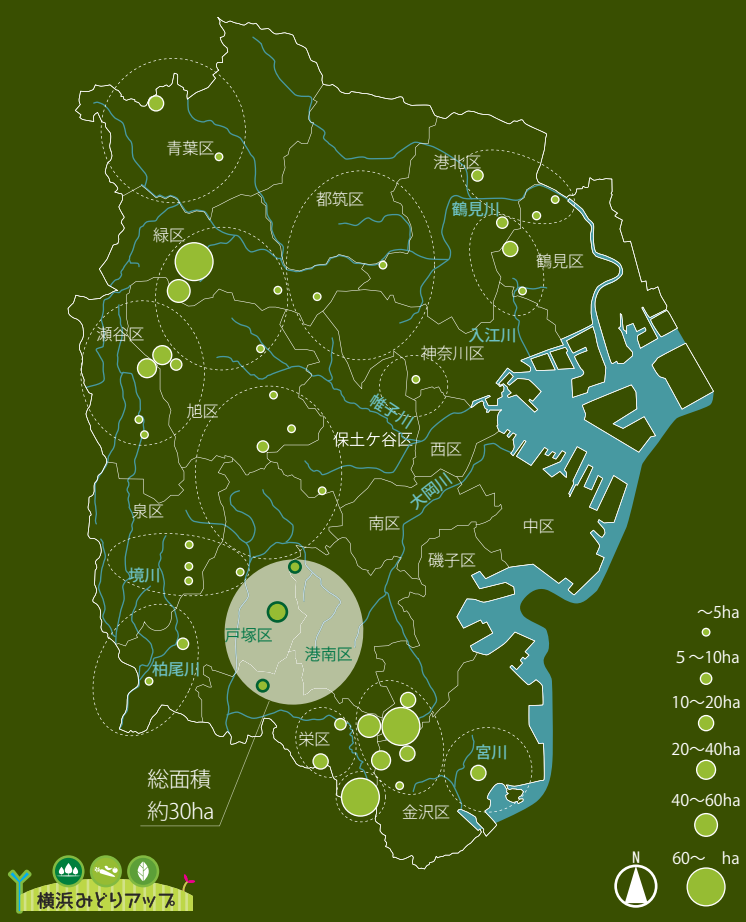 青葉区
港北区
都筑区
鶴見川
緑区
鶴見区
瀬谷区
入江川
神奈川区
帷子川
旭区
保土ケ谷区
西区
大岡川
泉区
南区
中区
磯子区
境川
戸塚区
港南区
柏尾川
栄区
宮川
金沢区
総面積
約30ha
～5ha
5～10ha
10～20ha
20～40ha
40～60ha
60～ ha
N
横浜みどりアップ